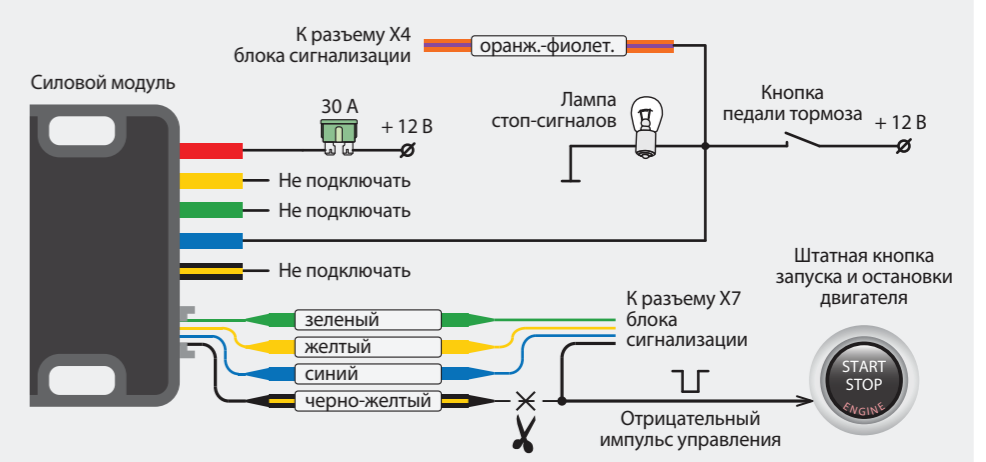 К разъему X4
блока сигнализации
оранж.-фиолет.
Силовой модуль
30 А
+ 12 В
Лампа
стоп-сигналов
Кнопка
педали тормоза
+ 12 В
Не подключать
Не подключать
Не подключать
Штатная кнопка
запуска и остановки
двигателя
К разъему X7
блока
сигнализации
зеленый
желтый
синий
черно-желтый
START
STOP
ENGINE
Отрицательный
импульс управления